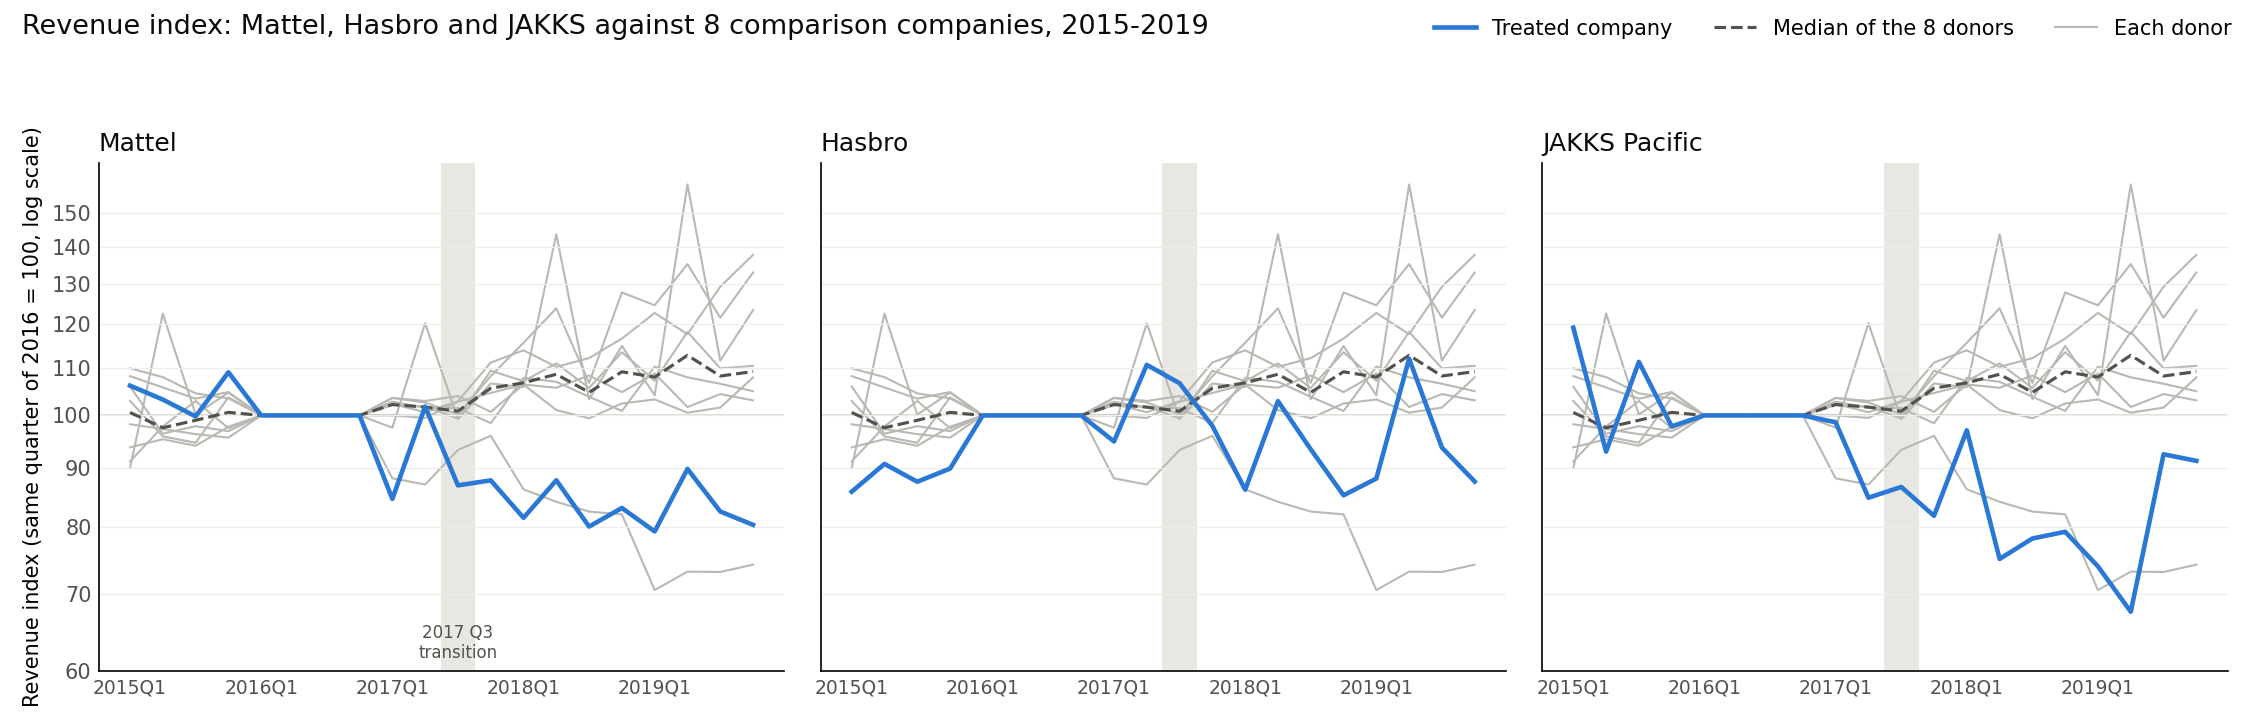 Revenue index: Mattel, Hasbro and JAKKS against 8 comparison companies, 2015-2019
Treated company
Median of the 8 donors
Each donor
Revenue index (same quarter of 2016 = 100, log scale)
Mattel
150
140
130
120
110
100
90
80
70
60
2017 Q3
transition
2015Q1
2016Q1
2017Q1
2018Q1
2019Q1
Hasbro
2015Q1
2016Q1
2017Q1
2018Q1
2019Q1
JAKKS Pacific
2015Q1
2016Q1
2017Q1
2018Q1
2019Q1